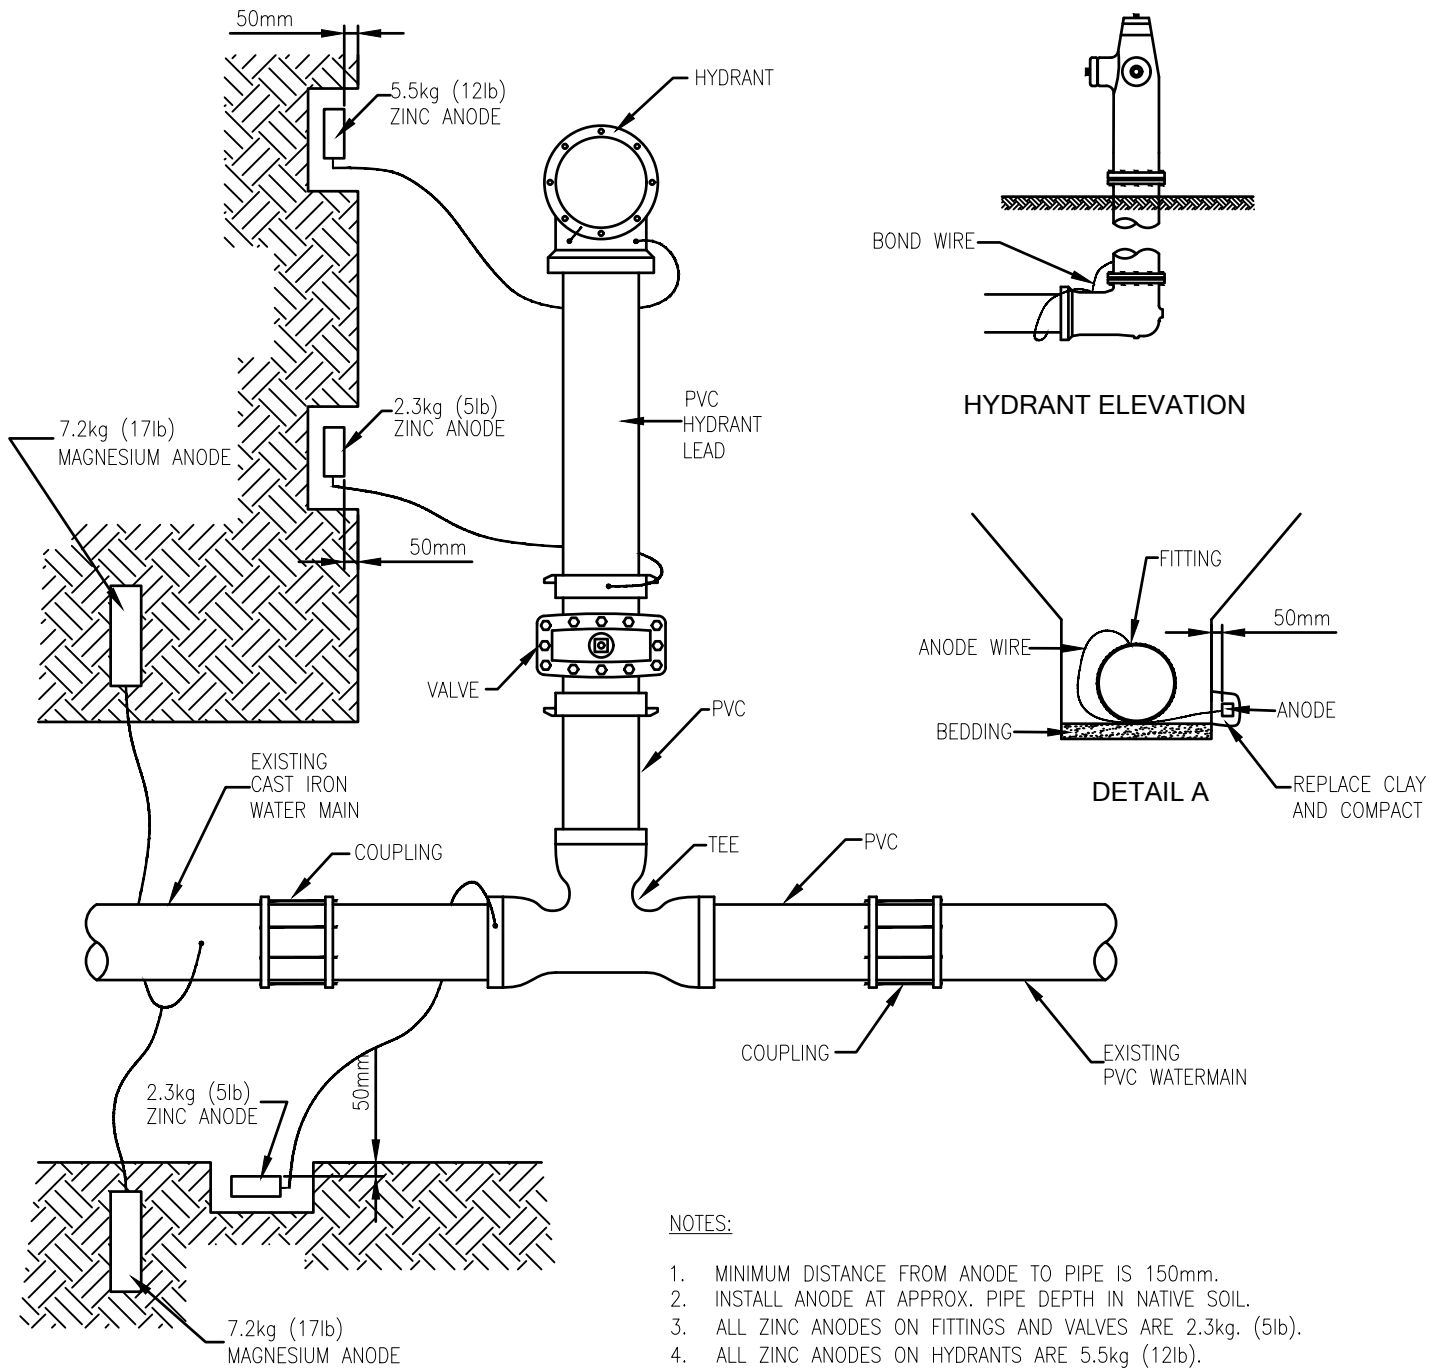 50mm
5.5kg (12lb)
ZINC ANODE
HYDRANT
BOND WIRE
HYDRANT ELEVATION
7.2kg (17lb)
MAGNESIUM ANODE
2.3kg (5lb)
ZINC ANODE
PVC
HYDRANT
LEAD
50mm
FITTING
50mm
ANODE WIRE
VALVE
PVC
ANODE
BEDDING
DETAIL A
REPLACE CLAY
AND COMPACT
EXISTING
CAST IRON
WATER MAIN
COUPLING
TEE
PVC
COUPLING
EXISTING
PVC WATERMAIN
2.3kg (5lb)
ZINC ANODE
50mm
7.2kg (17lb)
MAGNESIUM ANODE
NOTES:
1. MINIMUM DISTANCE FROM ANODE TO PIPE IS 150mm.
2. INSTALL ANODE AT APPROX. PIPE DEPTH IN NATIVE SOIL.
3. ALL ZINC ANODES ON FITTINGS AND VALVES ARE 2.3kg. (5lb).
4. ALL ZINC ANODES ON HYDRANTS ARE 5.5kg (12lb).